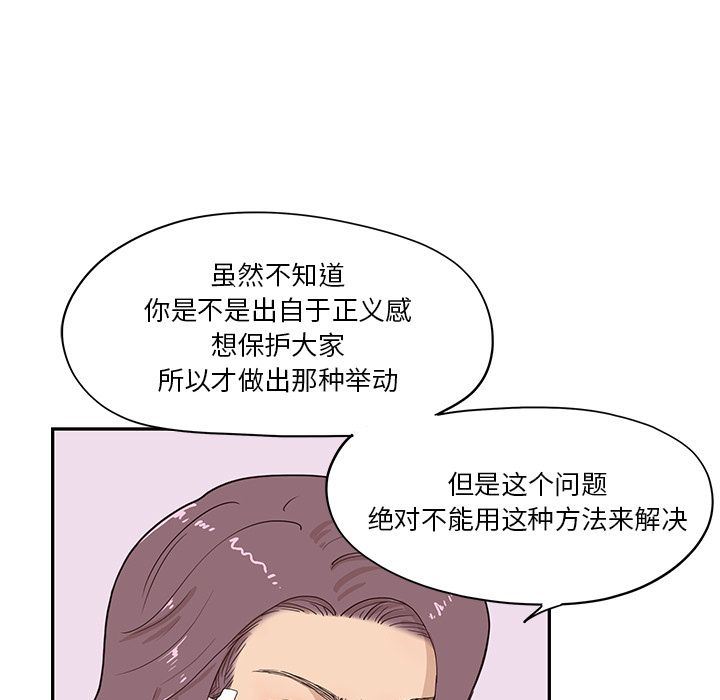 虽然不知道
你是不是出自于正义感
想保护大家
所以才做出那种举动
但是这个问题
绝对不能用这种方法来解决